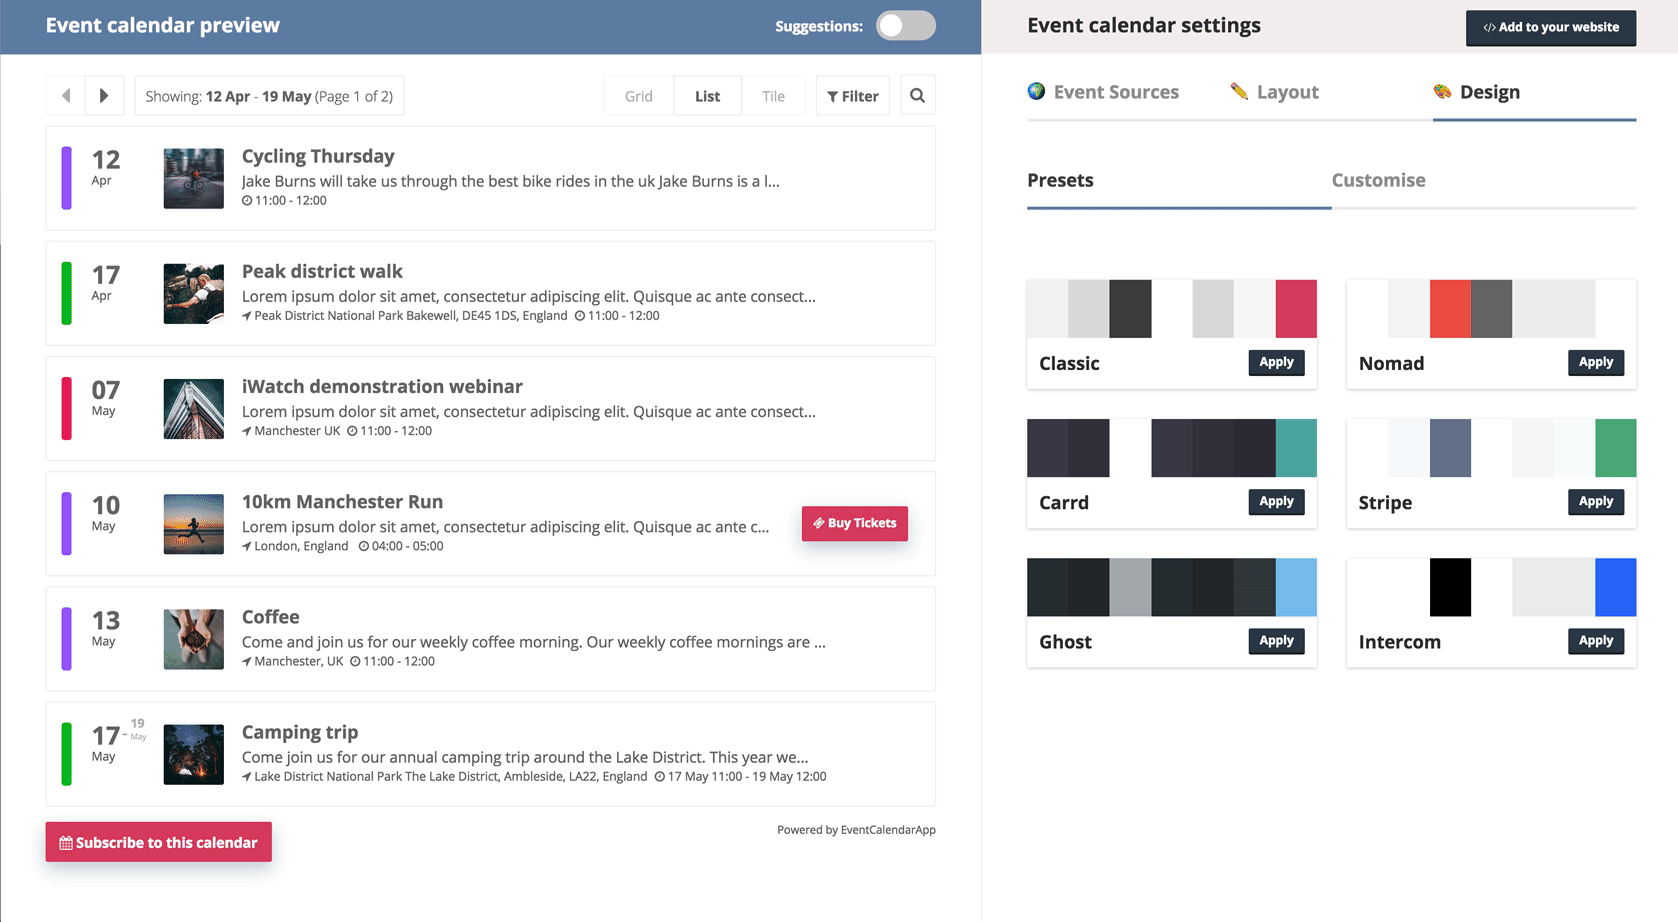 Event calendar preview
Suggestions:
Showing: 12 Apr - 19 May (Page 1 of 2)
Grid
List
Tile
Filter
12
Apr
Cycling Thursday
Jake Burns will take us through the best bike rides in the uk Jake Burns is a l...
11:00 - 12:00
17
Apr
Peak district walk
Lorem ipsum dolor sit amet, consectetur adipiscing elit. Quisque ac ante consect...
Peak District National Park Bakewell, DE45 1DS, England 11:00 - 12:00
07
May
iWatch demonstration webinar
Lorem ipsum dolor sit amet, consectetur adipiscing elit. Quisque ac ante consect...
Manchester UK 11:00 - 12:00
10
May
10km Manchester Run
Lorem ipsum dolor sit amet, consectetur adipiscing elit. Quisque ac ante c...
London, England 04:00 - 05:00
Buy Tickets
13
May
Coffee
Come and join us for our weekly coffee morning. Our weekly coffee mornings are ...
Manchester, UK 11:00 - 12:00
17 - 19
May May
Camping trip
Come join us for our annual camping trip around the Lake District. This year we...
Lake District National Park The Lake District, Ambleside, LA22, England 17 May 11:00 - 19 May 12:00
Subscribe to this calendar
Powered by EventCalendarApp
Event calendar settings
</> Add to your website
Event Sources
Layout
Design
Presets
Customise
Classic
Apply
Nomad
Apply
Carrd
Apply
Stripe
Apply
Ghost
Apply
Intercom
Apply